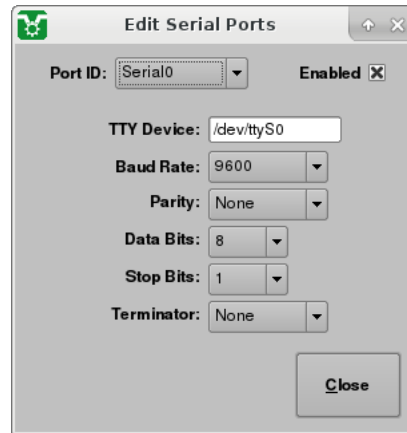 Edit Serial Ports
Port ID: Serial0 Enabled
TTY Device: /dev/ttyS0
Baud Rate: 9600
Parity: None
Data Bits: 8
Stop Bits: 1
Terminator: None
Close